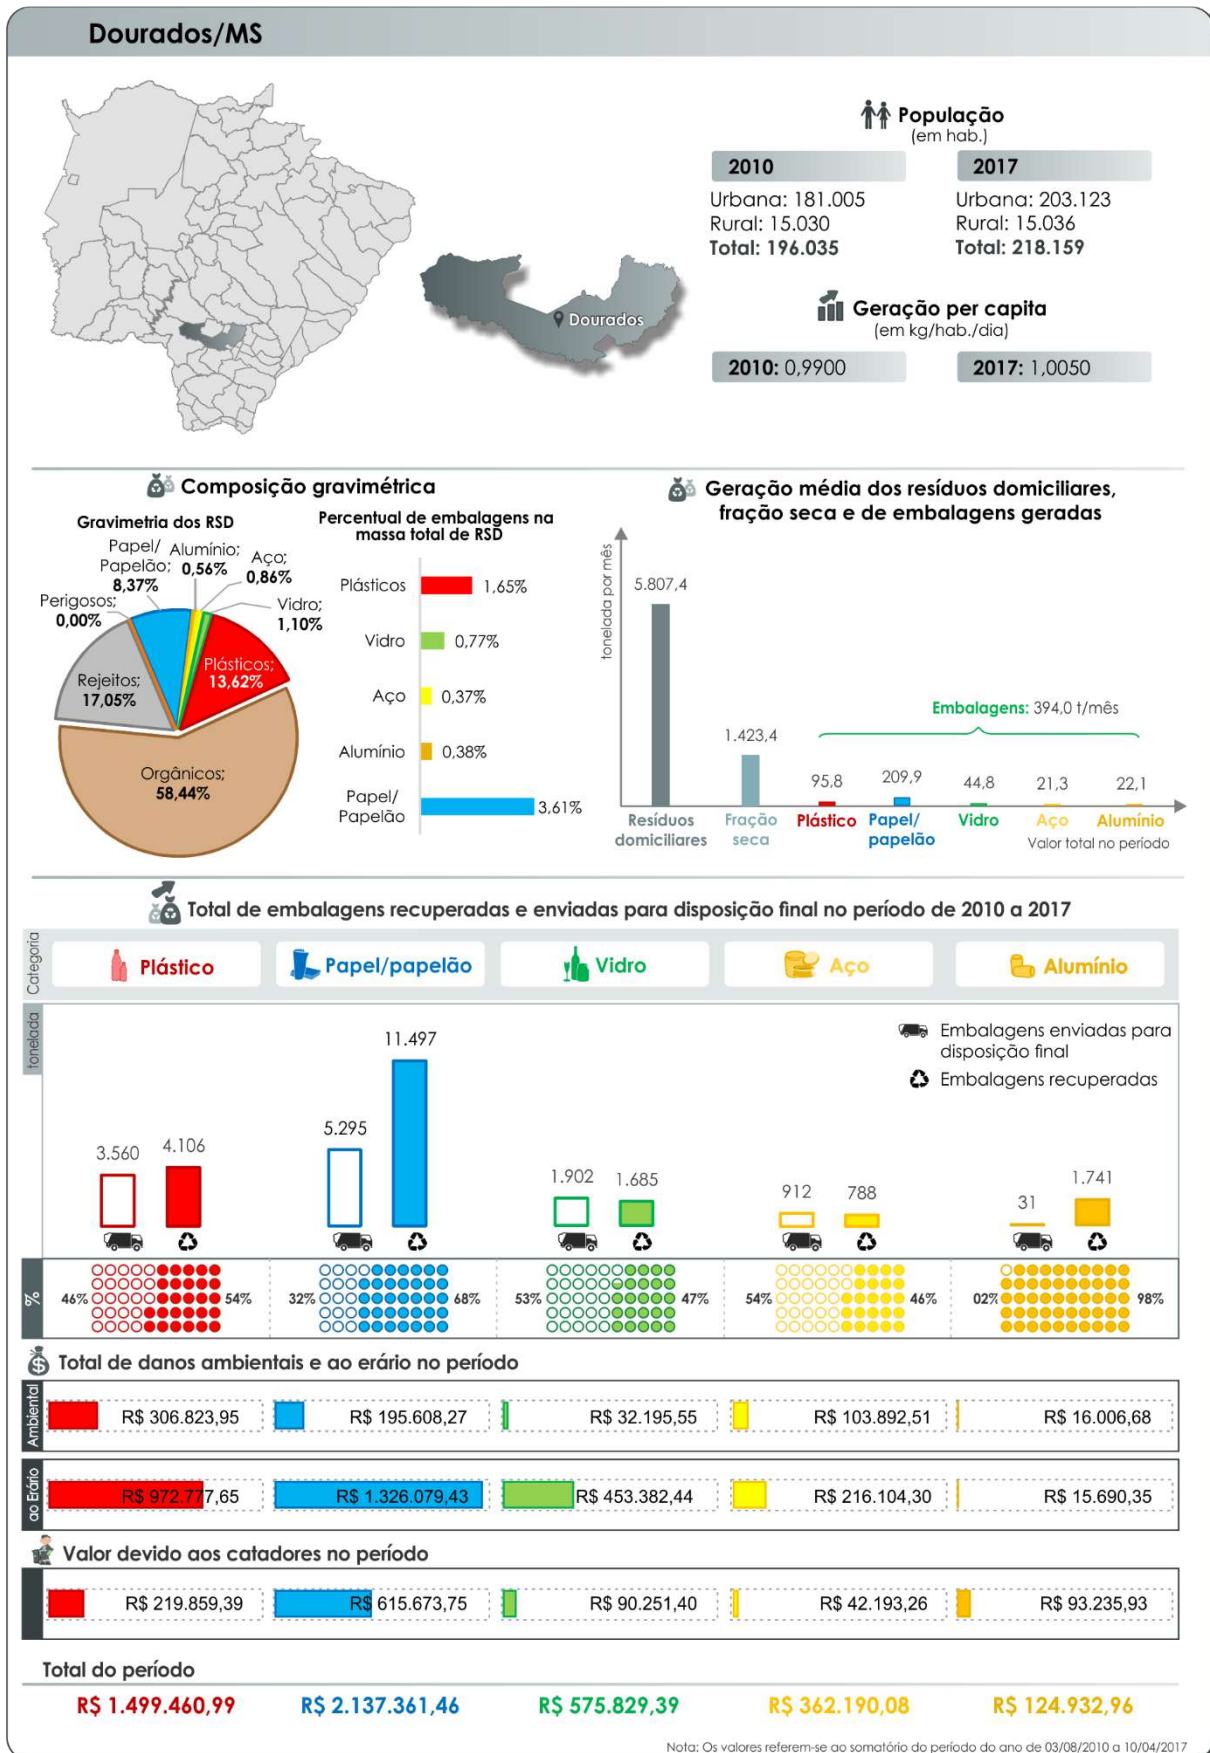 Dourados/MS
População
(em hab.)
2010
2017
Urbana: 181.005
Rural: 15.030
Total: 196.035
Urbana: 203.123
Rural: 15.036
Total: 218.159
Dourados
Geração per capita
(em kg/hab./dia)
2010: 0,9900
2017: 1,0050
Composição gravimétrica
Gravimetria dos RSD
Papel/
Papelão;
8,37%
Alumínio;
0,56%
Aço;
0,86%
Vidro;
1,10%
Perigosos;
0,00%
Plásticos;
13,62%
Rejeitos;
17,05%
Orgânicos;
58,44%
Percentual de embalagens na
massa total de RSD
Plásticos
1,65%
Vidro
0,77%
Aço
0,37%
Alumínio
0,38%
Papel/
Papelão
3,61%
Geração média dos resíduos domiciliares,
fração seca e de embalagens geradas
tonelada por mês
5.807,4
1.423,4
Embalagens: 394,0 t/mês
95,8
209,9
44,8
21,3
22,1
Resíduos
domiciliares
Fração
seca
Plástico
Papel/
papelão
Vidro
Aço
Alumínio
Valor total no período
Total de embalagens recuperadas e enviadas para disposição final no período de 2010 a 2017
Categoria
Plástico
Papel/papelão
Vidro
Aço
Alumínio
tonelada
Embalagens enviadas para
disposição final
Embalagens recuperadas
3.560
4.106
5.295
11.497
1.902
1.685
912
788
31
1.741
%
46%
54%
32%
68%
53%
47%
54%
46%
02%
98%
Total de danos ambientais e ao erário no período
Ambiental
R$ 306.823,95
R$ 195.608,27
R$ 32.195,55
R$ 103.892,51
R$ 16.006,68
ao Erário
R$ 972.777,65
R$ 1.326.079,43
R$ 453.382,44
R$ 216.104,30
R$ 15.690,35
Valor devido aos catadores no período
R$ 219.859,39
R$ 615.673,75
R$ 90.251,40
R$ 42.193,26
R$ 93.235,93
Total do período
R$ 1.499.460,99
R$ 2.137.361,46
R$ 575.829,39
R$ 362.190,08
R$ 124.932,96
Nota: Os valores referem-se ao somatório do período do ano de 03/08/2010 a 10/04/2017